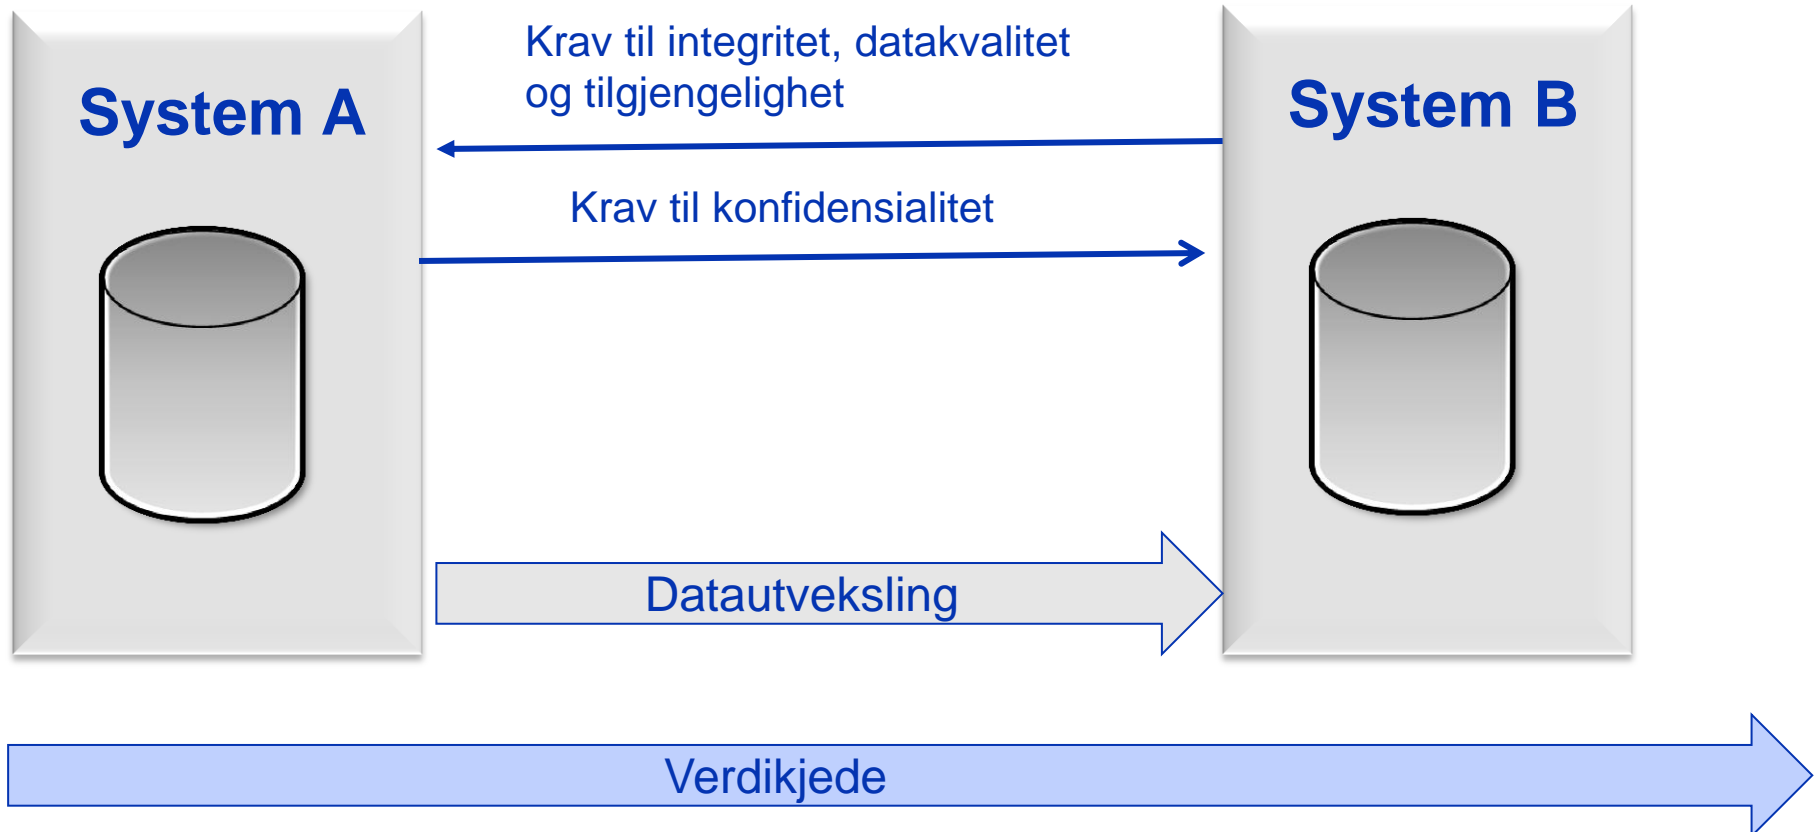 System A
Krav til integritet, datakvalitet
og tilgjengelighet
System B
Krav til konfidensialitet
Datautveksling
Verdikjede